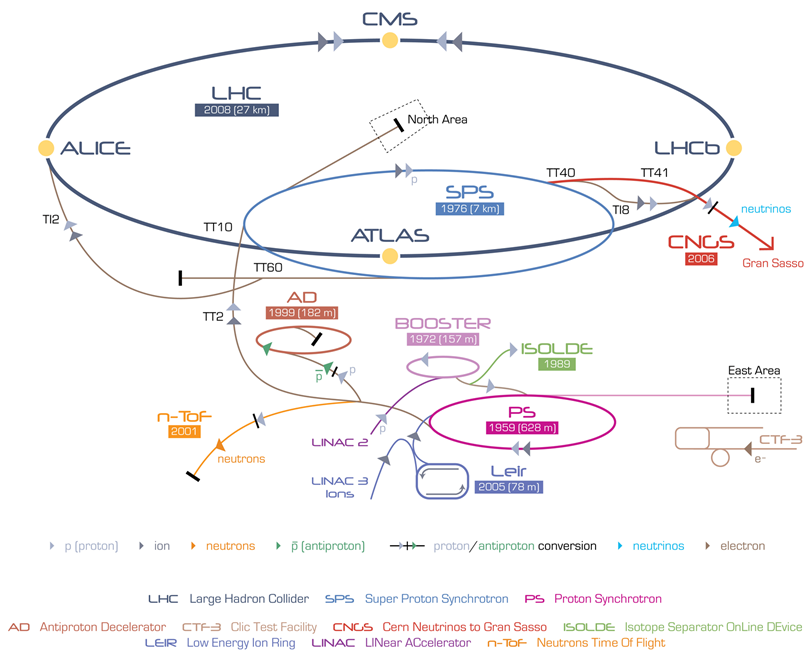 CMS
LHC
2008 (27 km)
North Area
ALICE
LHCb
TT40
TT41
p
SPS
1976 (7 km)
TI2
TT10
TI8
neutrinos
ATLAS
CNGS
2006
Gran Sasso
TT60
AD
1999 (182 m)
TT2
BOOSTER
1972 (157 m)
ISOLDE
1989
p̅
p
East Area
n-ToF
2001
PS
1959 (628 m)
p
LINAC 2
neutrons
CTF-3
e-
LINAC 3
Ions
Leir
2005 (78 m)
p (proton) ion neutrons p̅ (antiproton) proton/antiproton conversion neutrinos electron
LHC Large Hadron Collider SPS Super Proton Synchrotron PS Proton Synchrotron
AD Antiproton Decelerator CTF-3 Clic Test Facility CNGS Cern Neutrinos to Gran Sasso ISOLDE Isotope Separator OnLine DEvice
LEIR Low Energy Ion Ring LINAC LINear ACcelerator n-ToF Neutrons Time Of Flight